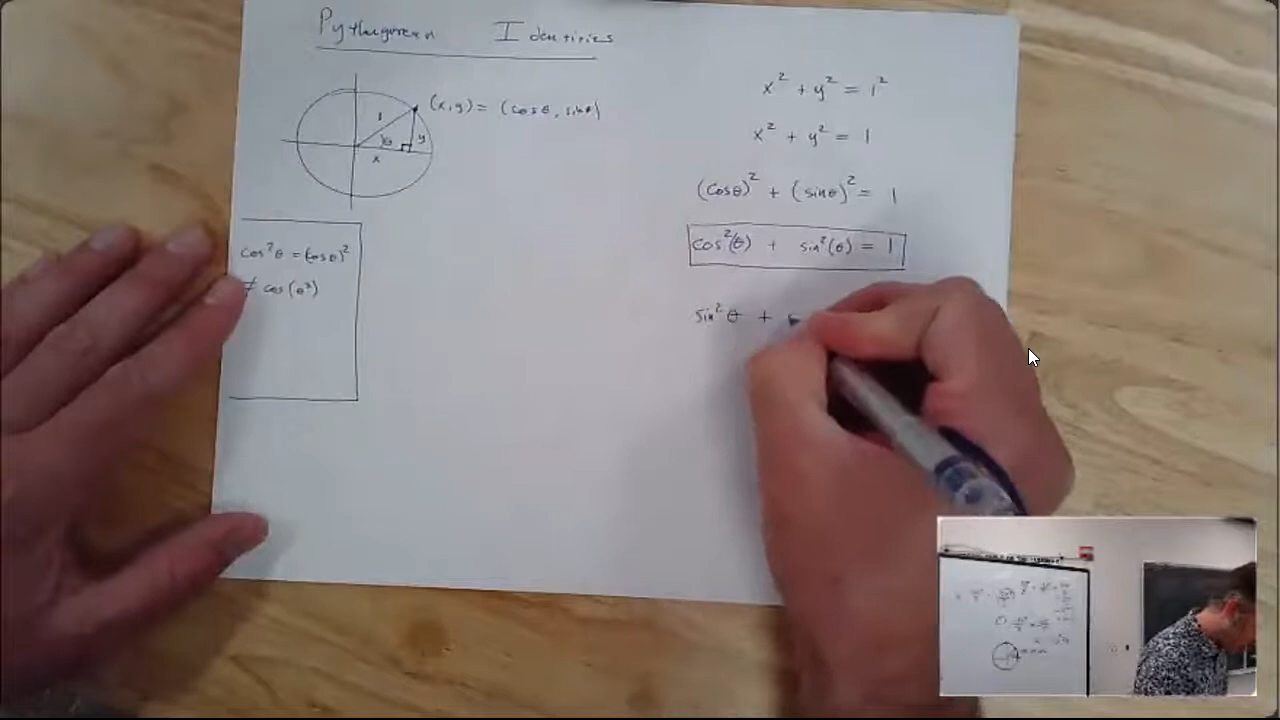 Pythagorean Identities
(x,y) = (cosθ, sinθ)
1
θ
y
x
cos²θ = (cosθ)²
≠ cos(θ²)
x² + y² = 1²
x² + y² = 1
(cosθ)² + (sinθ)² = 1
cos²(θ) + sin²(θ) = 1
sin²θ +